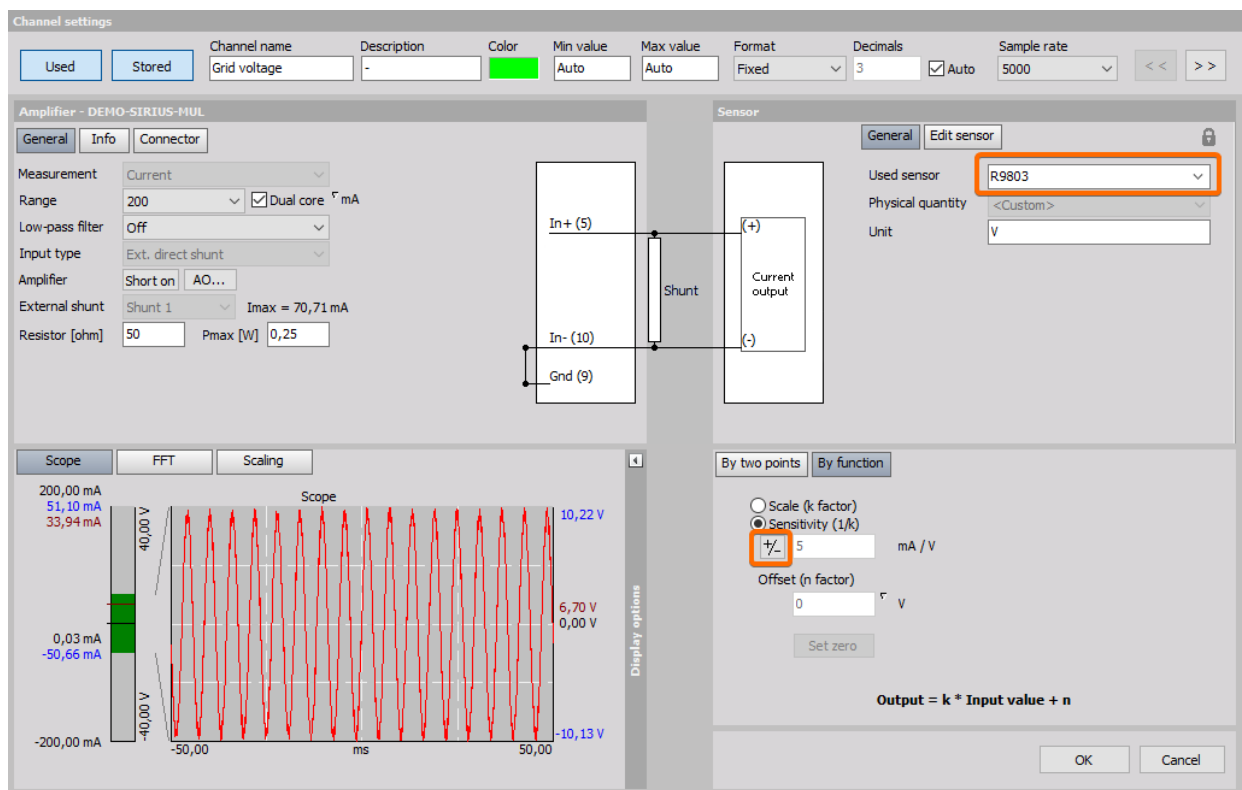 Channel settings
Used
Stored
Channel name
Grid voltage
Description
-
Color
Min value
Auto
Max value
Auto
Format
Fixed
Decimals
3
Auto
Sample rate
5000
<<
>>
Amplifier - DEMO-SIRIUS-MUL
General Info Connector
Measurement Current
Range 200 Dual core mA
Low-pass filter Off
Input type Ext. direct shunt
Amplifier Short on AO...
External shunt Shunt 1 Imax = 70,71 mA
Resistor [ohm] 50 Pmax [W] 0,25
In+ (5)
In- (10)
Gnd (9)
Shunt
Sensor
(+)
Current
output
(-)
General Edit sensor
Used sensor R9803
Physical quantity <Custom>
Unit V
Scope FFT Scaling
200,00 mA
51,10 mA
33,94 mA
0,03 mA
-50,66 mA
-200,00 mA
Scope
40,00 V
-40,00 V
10,22 V
6,70 V
0,00 V
-10,13 V
-50,00 ms 50,00
Display options
By two points By function
Scale (k factor)
Sensitivity (1/k)
+/- 5 mA / V
Offset (n factor)
0 V
Set zero
Output = k * Input value + n
OK Cancel